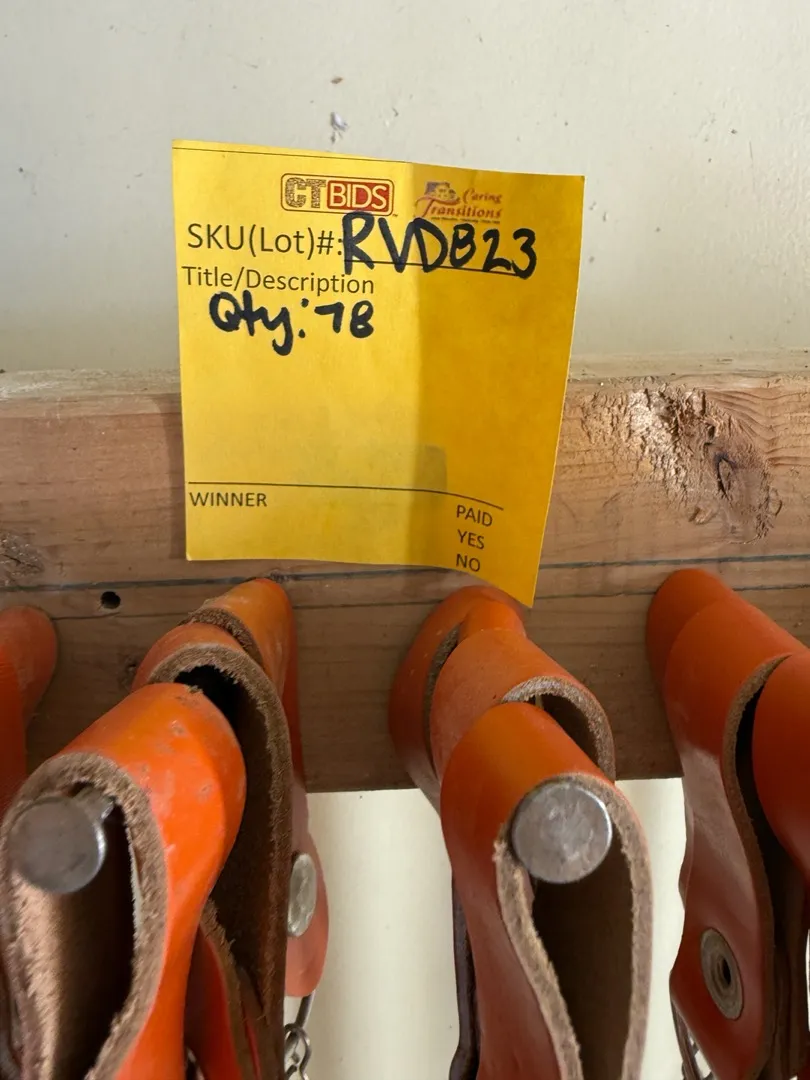 CTBIDS
Caring
Transitions
SKU(Lot)#: RVDB23
Title/Description
Qty: 78
WINNER
PAID
YES
NO